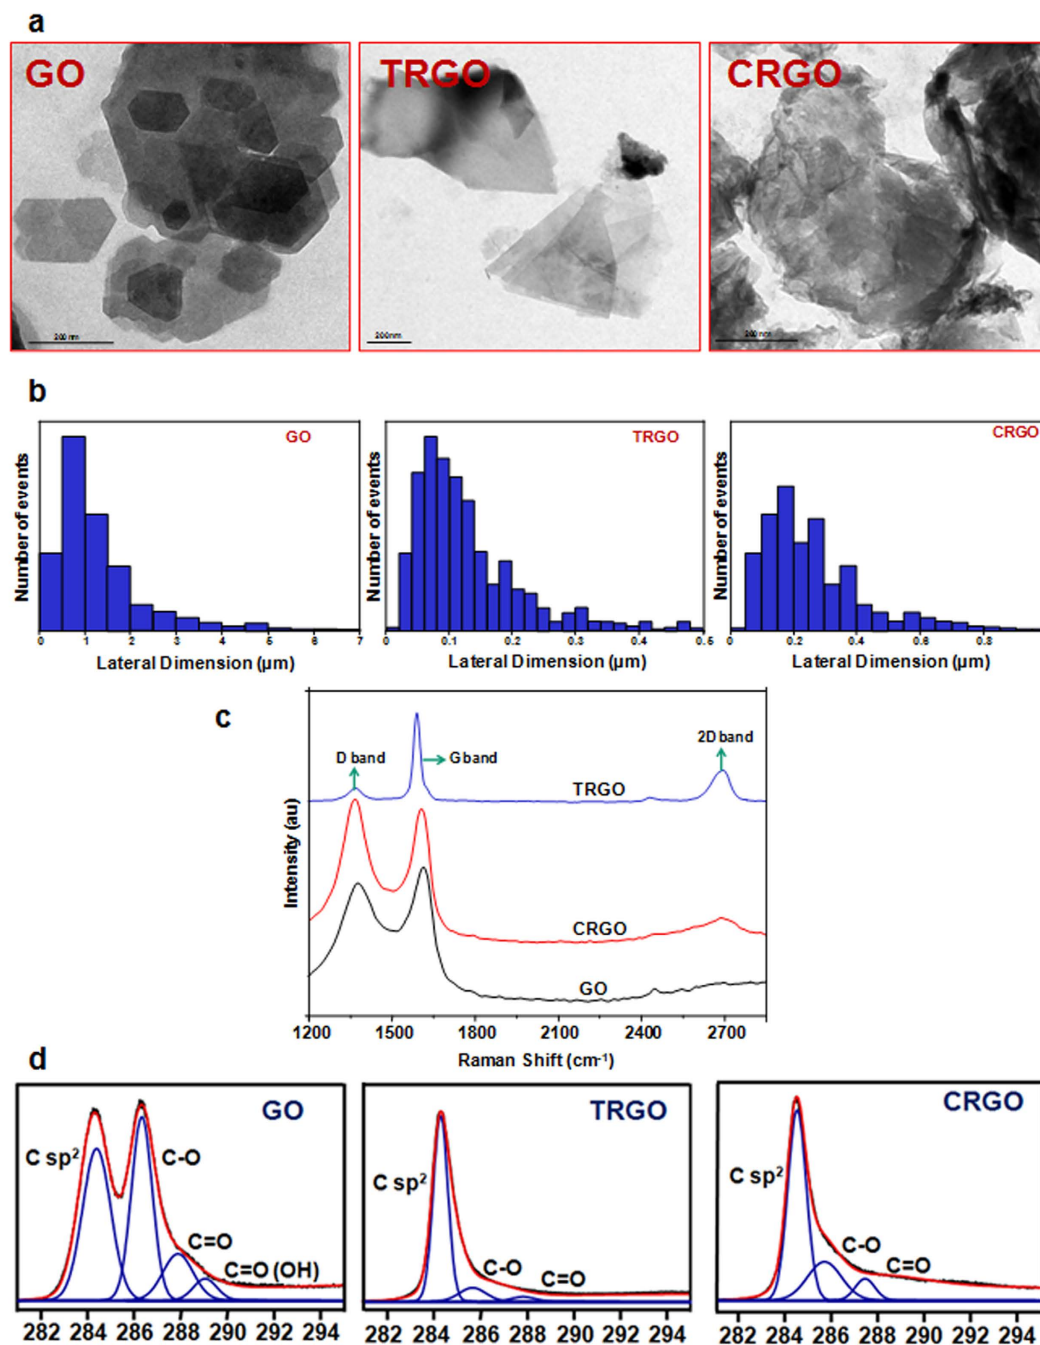 a
GO
TRGO
CRGO
200 nm
200 nm
b
Number of events
GO
0 1 2 3 4 5 6 7
Lateral Dimension (µm)
Number of events
TRGO
0 0.1 0.2 0.3 0.4
Lateral Dimension (µm)
Number of events
CRGO
0 0.2 0.4 0.6 0.8
Lateral Dimension (µm)
c
Intensity (au)
D band
G band
2D band
TRGO
CRGO
GO
1200 1500 1800 2100 2400 2700
Raman Shift (cm-1)
d
GO
C sp2
C-O
C=O
C=O (OH)
282 284 286 288 290 292 294
TRGO
C sp2
C-O
C=O
282 284 286 288 290 292 294
CRGO
C sp2
C-O
C=O
282 284 286 288 290 292 294